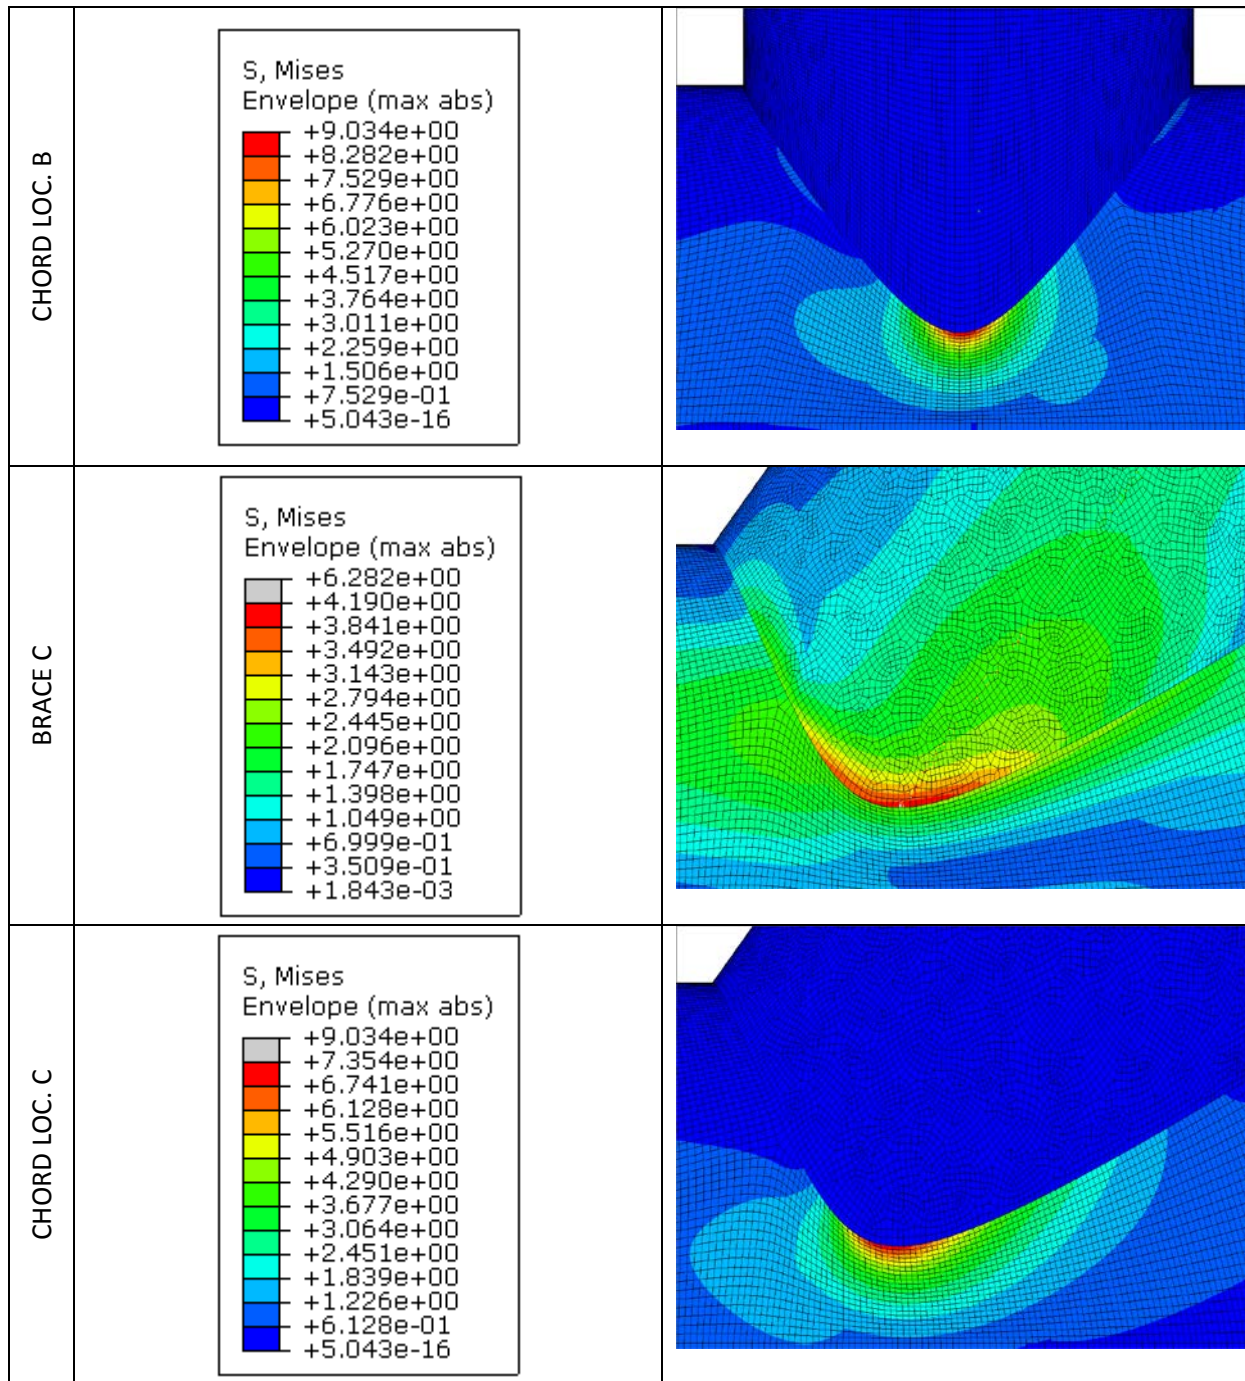 CHORD LOC. B
S, Mises
Envelope (max abs)
+9.034e+00
+8.282e+00
+7.529e+00
+6.776e+00
+6.023e+00
+5.270e+00
+4.517e+00
+3.764e+00
+3.011e+00
+2.259e+00
+1.506e+00
+7.529e-01
+5.043e-16
BRACE C
S, Mises
Envelope (max abs)
+6.282e+00
+4.190e+00
+3.841e+00
+3.492e+00
+3.143e+00
+2.794e+00
+2.445e+00
+2.096e+00
+1.747e+00
+1.398e+00
+1.049e+00
+6.999e-01
+3.509e-01
+1.843e-03
CHORD LOC. C
S, Mises
Envelope (max abs)
+9.034e+00
+7.354e+00
+6.741e+00
+6.128e+00
+5.516e+00
+4.903e+00
+4.290e+00
+3.677e+00
+3.064e+00
+2.451e+00
+1.839e+00
+1.226e+00
+6.128e-01
+5.043e-16